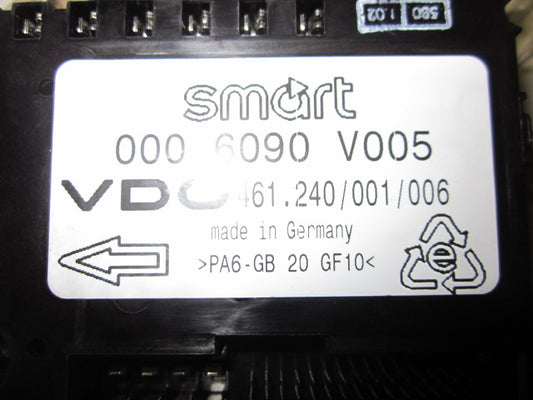 580 1.02
smart
000 6090 V005
VDO 461.240/001/006
made in Germany
>PA6-GB 20 GF10<
e